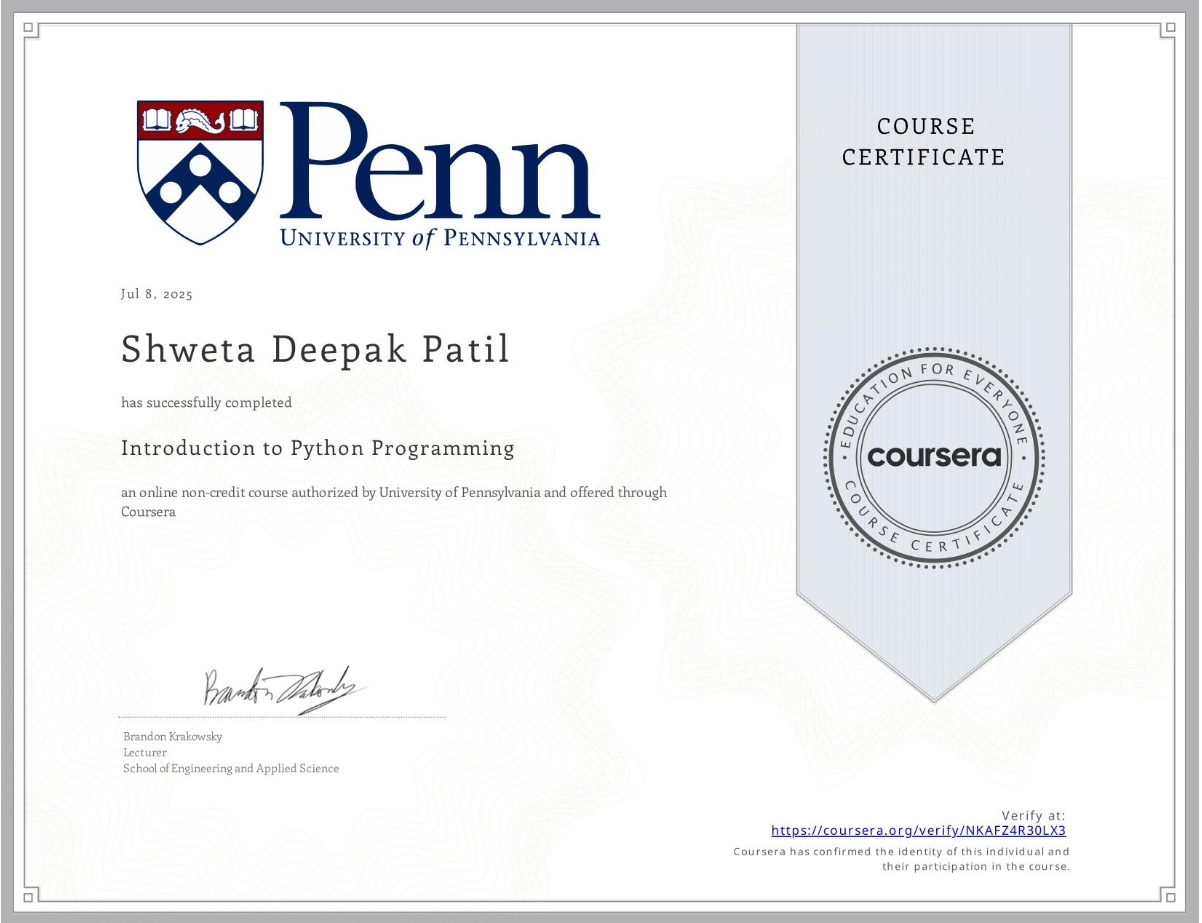 Penn
UNIVERSITY of PENNSYLVANIA
COURSE
CERTIFICATE
Jul 8, 2025
Shweta Deepak Patil
has successfully completed
Introduction to Python Programming
an online non-credit course authorized by University of Pennsylvania and offered through
Coursera
EDUCATION FOR EVERYONE
coursera
COURSE CERTIFICATE
Brandon Krakowsky
Brandon Krakowsky
Lecturer
School of Engineering and Applied Science
Verify at:
https://coursera.org/verify/NKAFZ4R30LX3
Coursera has confirmed the identity of this individual and
their participation in the course.